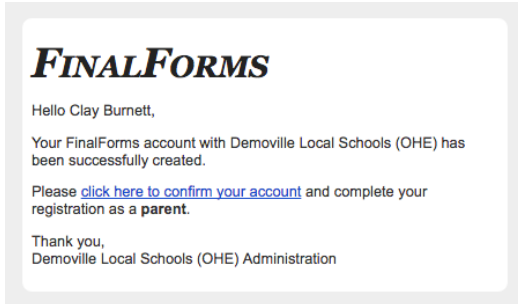 FINALFORMS
Hello Clay Burnett,
Your FinalForms account with Demoville Local Schools (OHE) has
been successfully created.
Please click here to confirm your account and complete your
registration as a parent.
Thank you,
Demoville Local Schools (OHE) Administration